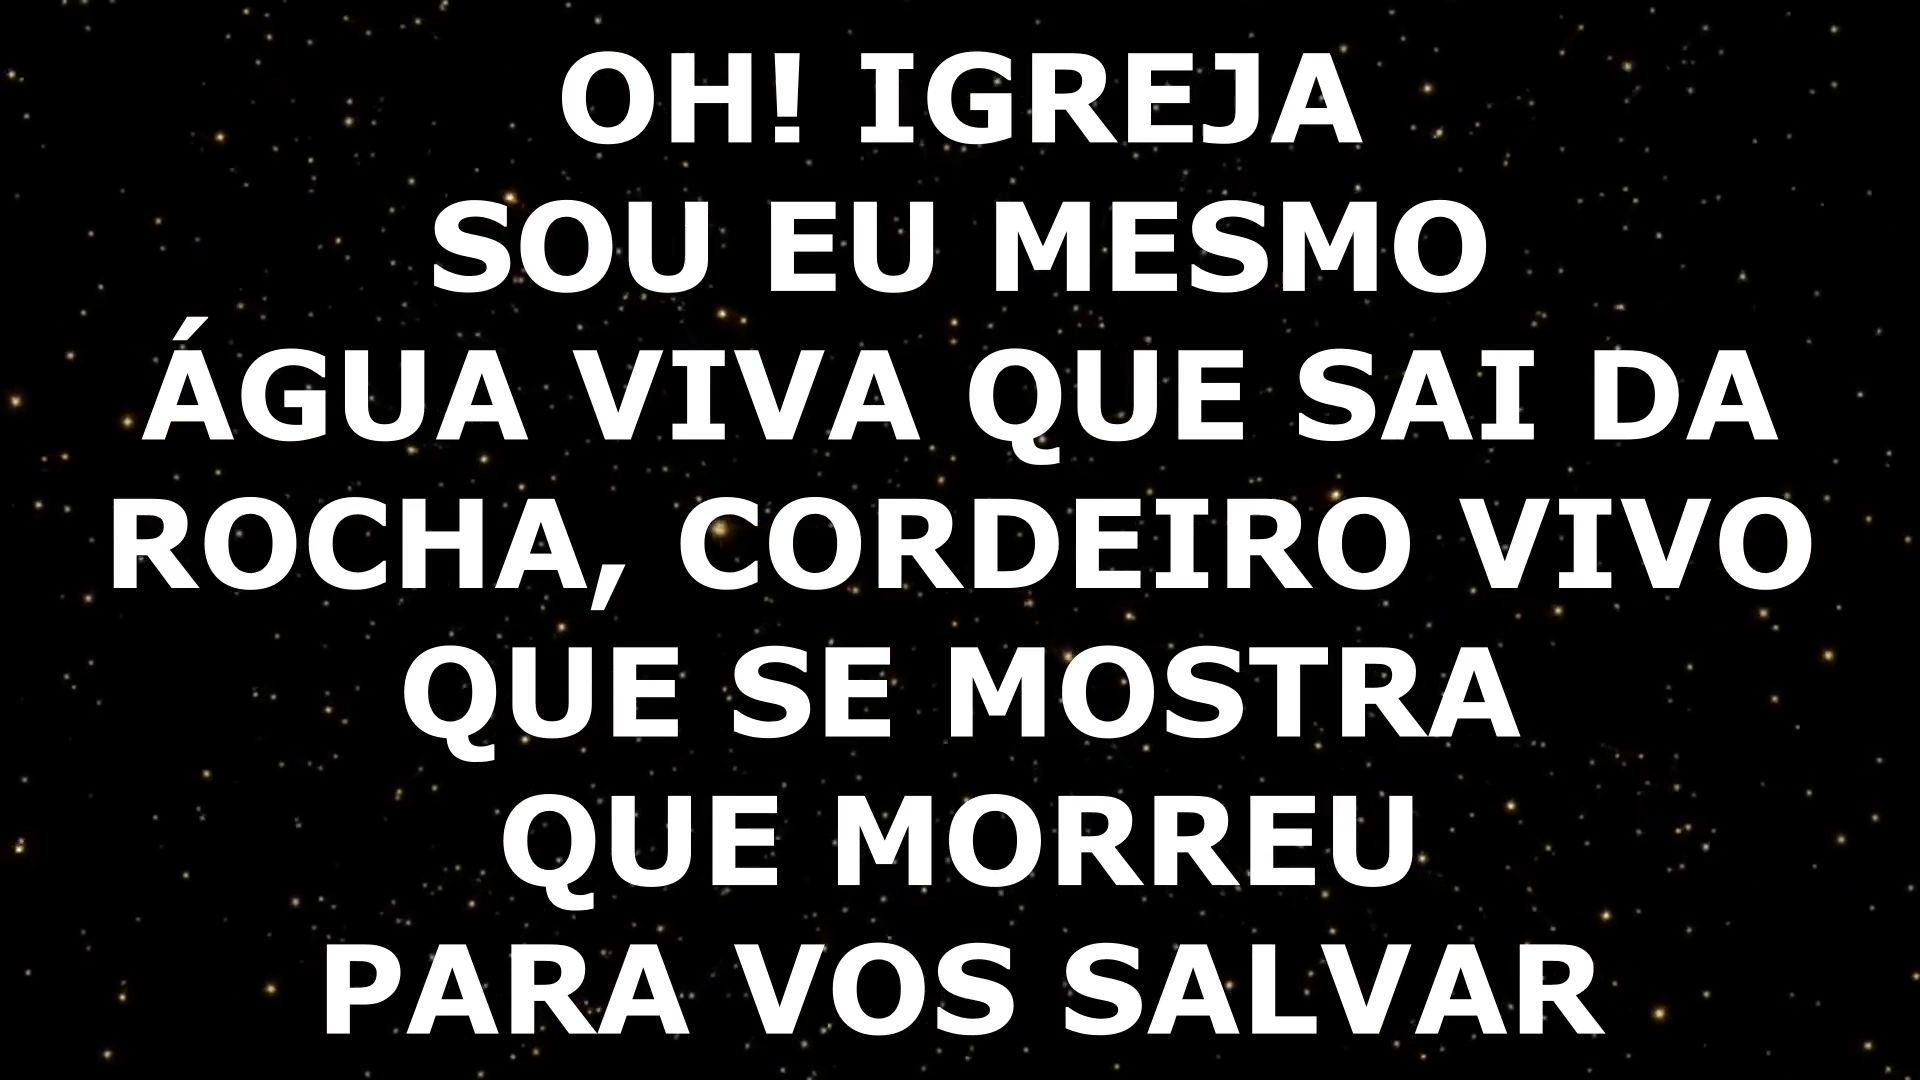 OH! IGREJA
SOU EU MESMO
ÁGUA VIVA QUE SAI DA
ROCHA, CORDEIRO VIVO
QUE SE MOSTRA
QUE MORREU
PARA VOS SALVAR